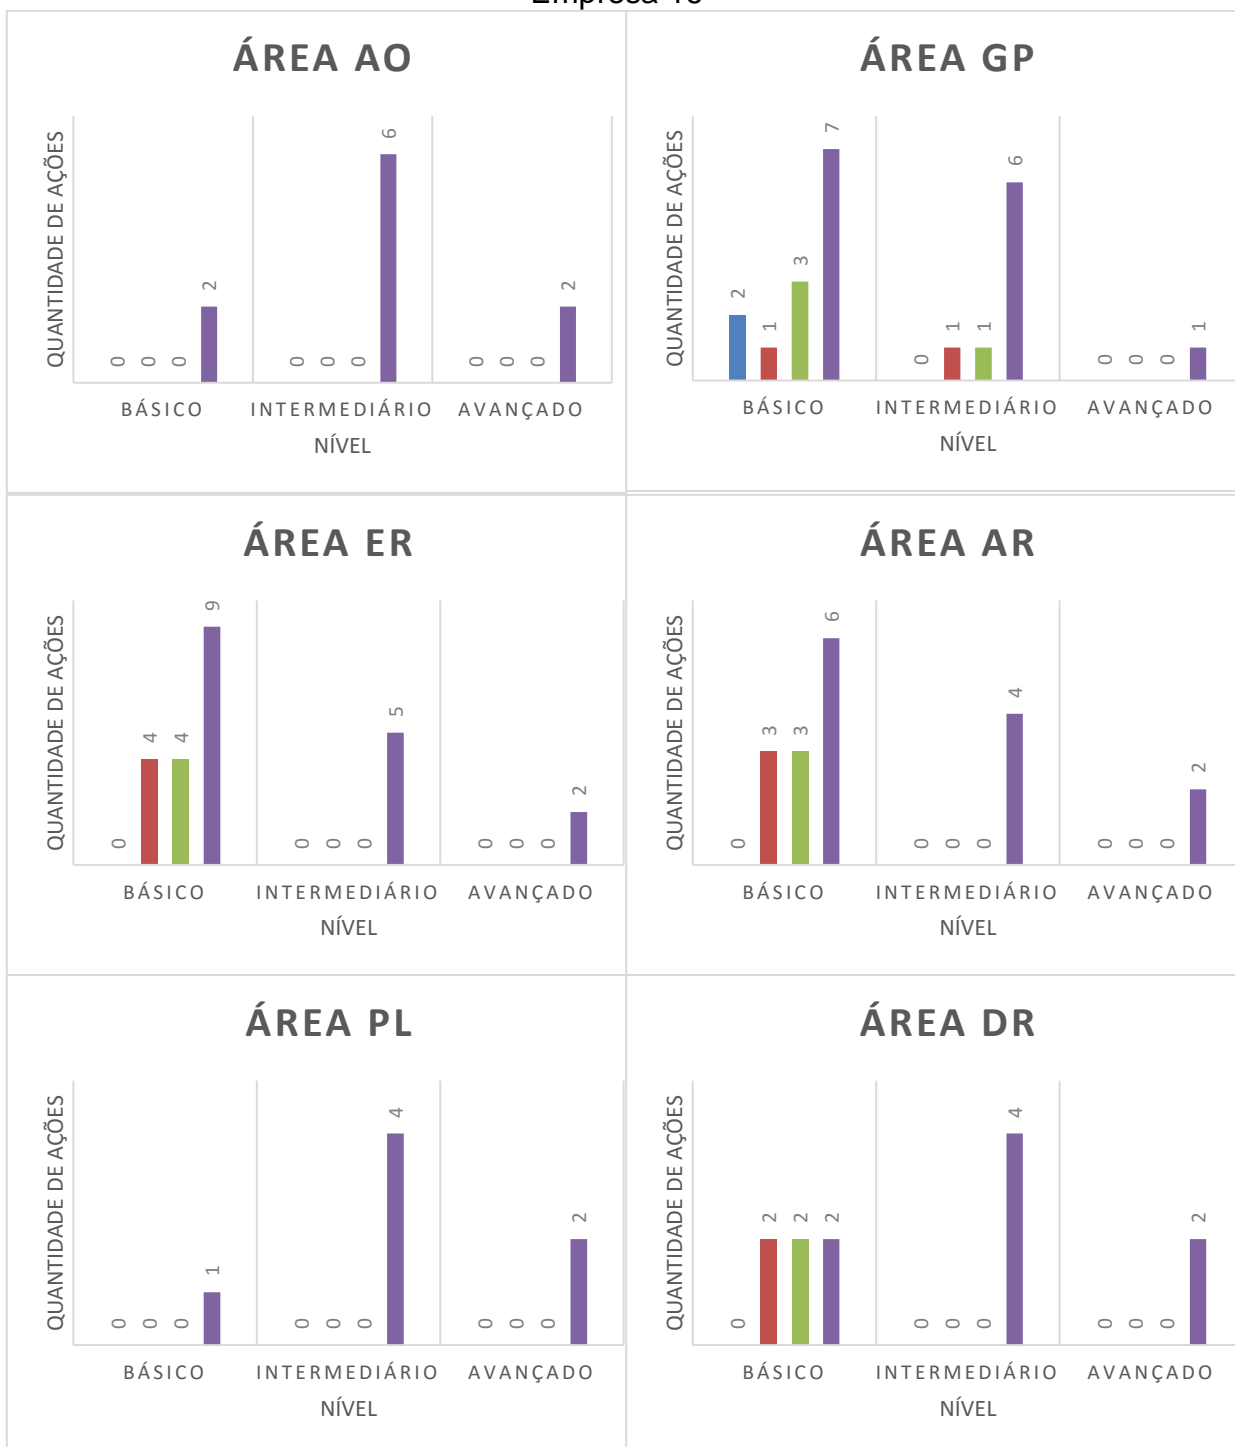 Empresa
ÁREA AO
QUANTIDADE DE AÇÕES
0 0 0 2
0 0 0 6
0 0 0 2
BÁSICO INTERMEDIÁRIO AVANÇADO
NÍVEL
ÁREA GP
QUANTIDADE DE AÇÕES
2 1 3 7
0 1 1 6
0 0 0 1
BÁSICO INTERMEDIÁRIO AVANÇADO
NÍVEL
ÁREA ER
QUANTIDADE DE AÇÕES
0 4 4 9
0 0 0 5
0 0 0 2
BÁSICO INTERMEDIÁRIO AVANÇADO
NÍVEL
ÁREA AR
QUANTIDADE DE AÇÕES
0 3 3 6
0 0 0 4
0 0 0 2
BÁSICO INTERMEDIÁRIO AVANÇADO
NÍVEL
ÁREA PL
QUANTIDADE DE AÇÕES
0 0 0 1
0 0 0 4
0 0 0 2
BÁSICO INTERMEDIÁRIO AVANÇADO
NÍVEL
ÁREA DR
QUANTIDADE DE AÇÕES
0 2 2 2
0 0 0 4
0 0 0 2
BÁSICO INTERMEDIÁRIO AVANÇADO
NÍVEL